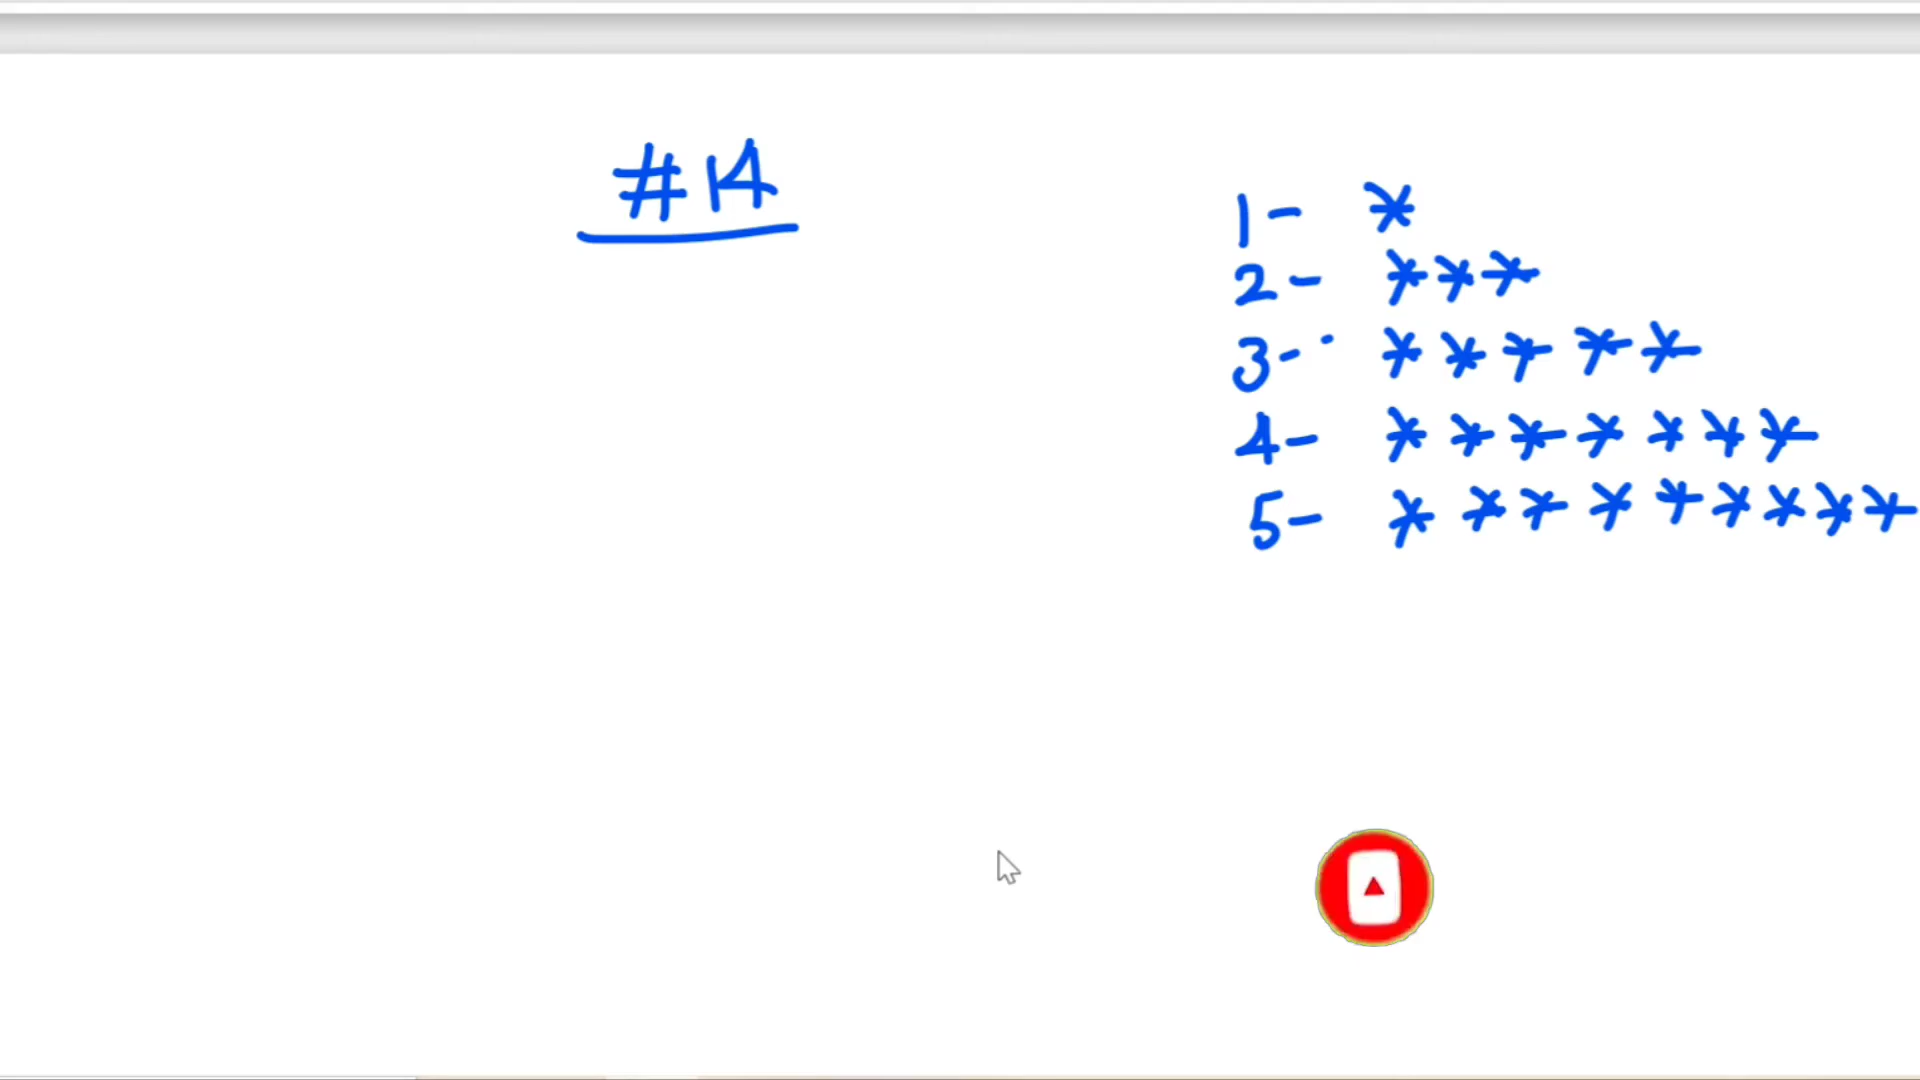 #14
1- *
2- ***
3- * * * * *
4- * * * * * * *
5- * * * * * * * * *